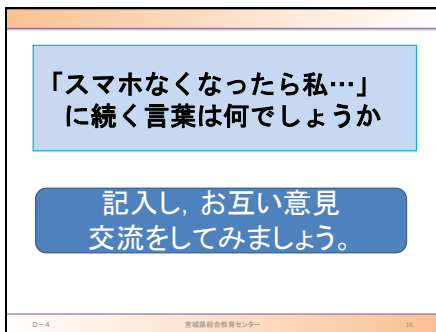 「スマホなくなったら私…」
に続く言葉は何でしょうか
記入し，お互い意見
交流をしてみましょう。
D－4
宮城県総合教育センター
16